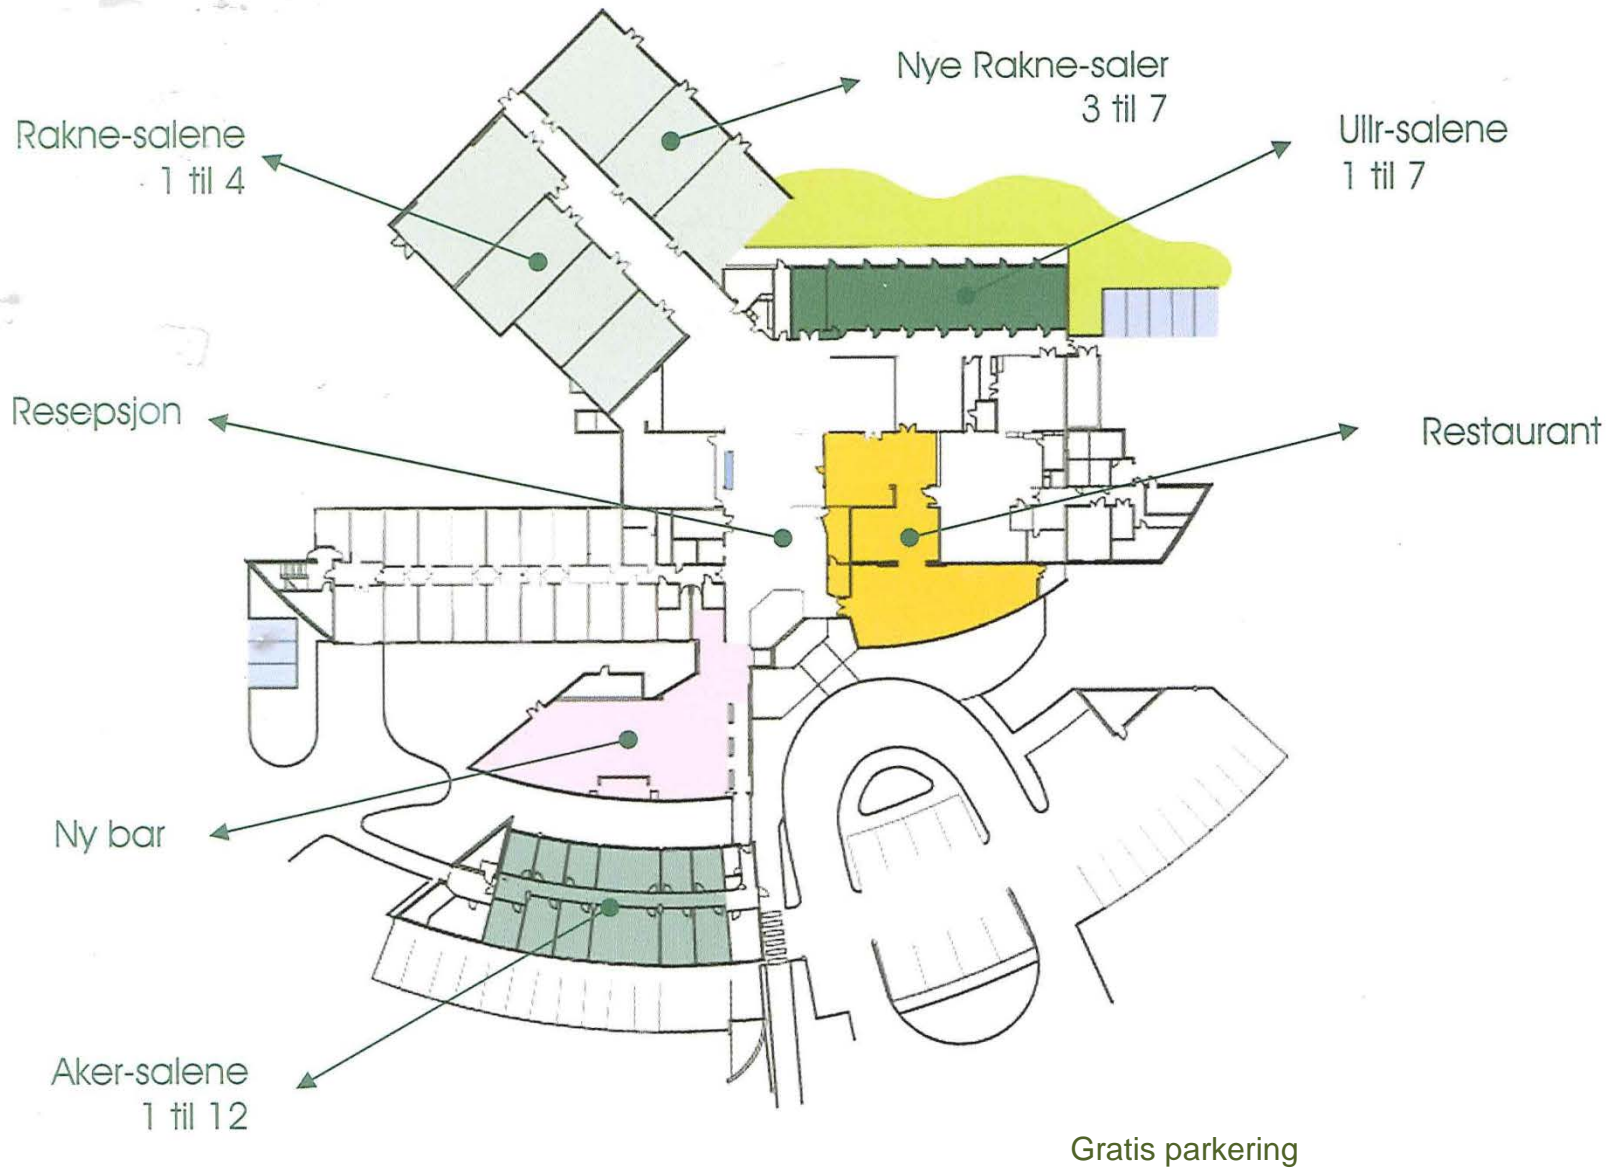 Nye Rakne-saler
3 til 7
Rakne-salene
1 til 4
Ullr-salene
1 til 7
Resepsjon
Restaurant
Ny bar
Aker-salene
1 til 12
Gratis parkering